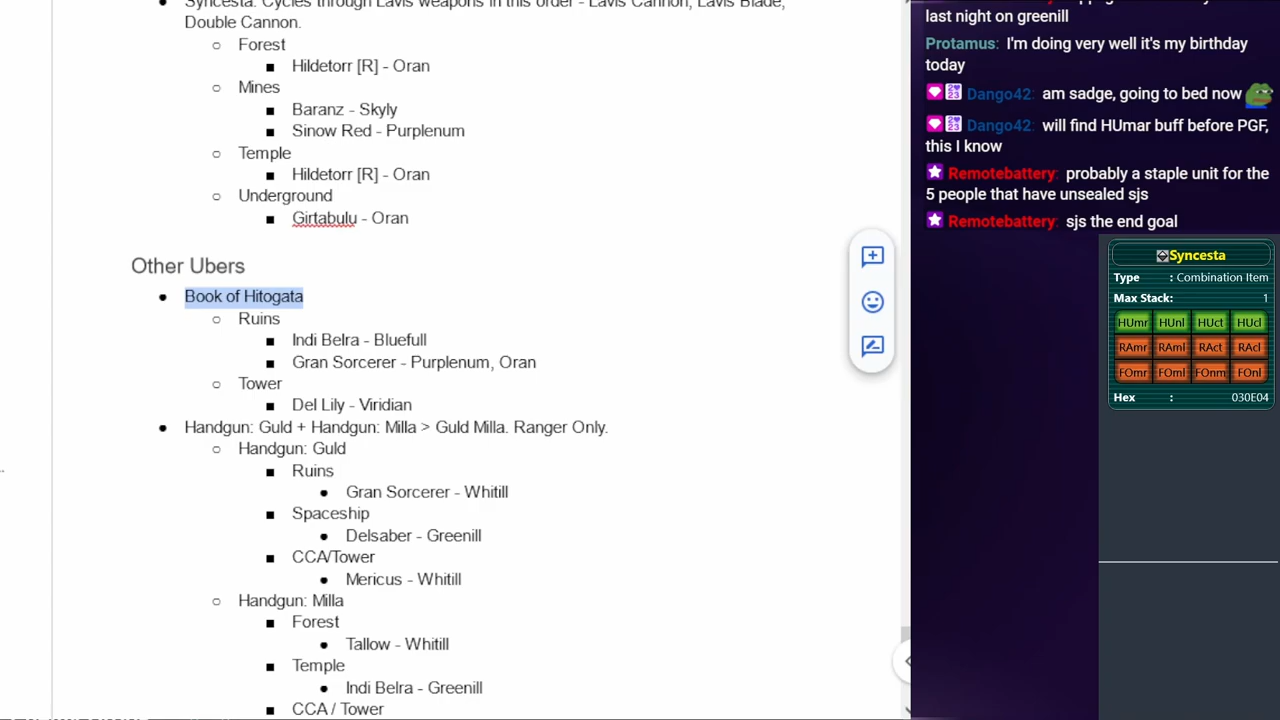 Syncesta: Cycles through Lavis weapons in this order - Lavis Cannon, Lavis Blade,
Double Cannon.
Forest
Hildetorr [R] - Oran
Mines
Baranz - Skyly
Sinow Red - Purplenum
Temple
Hildetorr [R] - Oran
Underground
Girtabulu - Oran
Other Ubers
Book of Hitogata
Ruins
Indi Belra - Bluefull
Gran Sorcerer - Purplenum, Oran
Tower
Del Lily - Viridian
Handgun: Guld + Handgun: Milla > Guld Milla. Ranger Only.
Handgun: Guld
Ruins
Gran Sorcerer - Whitill
Spaceship
Delsaber - Greenill
CCA/Tower
Mericus - Whitill
Handgun: Milla
Forest
Tallow - Whitill
Temple
Indi Belra - Greenill
CCA / Tower
last night on greenill
Protamus: I'm doing very well it's my birthday
today
Dango42: am sadge, going to bed now
Dango42: will find HUmar buff before PGF,
this I know
Remotebattery: probably a staple unit for the
5 people that have unsealed sjs
Remotebattery: sjs the end goal
Syncesta
Type : Combination Item
Max Stack: 1
HUmr HUnl HUct HUcl
RAmr RAml RAct RAcl
FOmr FOml FOnm FOnl
Hex : 030E04